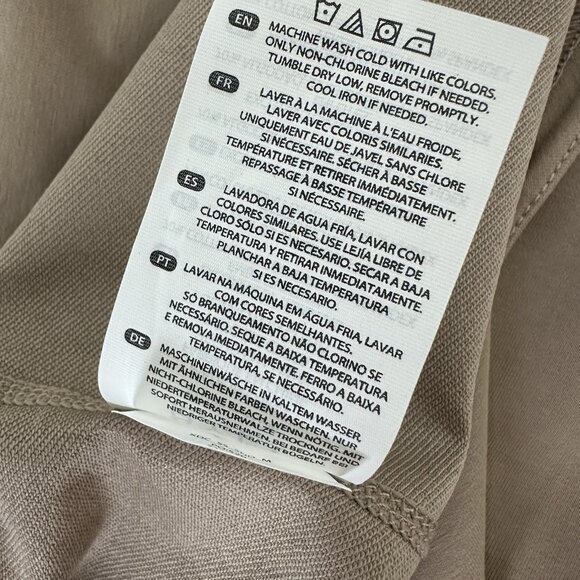 EN
MACHINE WASH COLD WITH LIKE COLORS.
ONLY NON-CHLORINE BLEACH IF NEEDED.
TUMBLE DRY LOW, REMOVE PROMPTLY.
COOL IRON IF NEEDED.
FR
LAVER À LA MACHINE À L'EAU FROIDE,
LAVER AVEC COLORIS SIMILARIES.
UNIQUEMENT EAU DE JAVEL SANS CHLORE
SI NÉCESSAIRE. SÉCHER À BASSE
TEMPÉRATURE ET RETIRER IMMÉDIATEMENT.
REPASSAGE À BASSE TEMPÉRATURE
SI NÉCESSAIRE.
ES
LAVADORA DE AGUA FRÍA, LAVAR CON
COLORES SIMILARES. USE LEJÍA LIBRE DE
CLORO SÓLO SI ES NECESARIO. SECAR A BAJA
TEMPERATURA Y RETIRAR INMEDIATAMENTE.
PLANCHAR A BAJA TEMPERATURA
SI ES NECESARIO.
PT
LAVAR NA MÁQUINA EM ÁGUA FRIA, LAVAR
COM CORES SEMELHANTES.
SÓ BRANQUEAMENTO NÃO CLORINO SE
NECESSÁRIO. SEQUE A BAIXA TEMPERATURA
E REMOVA IMEDIATAMENTE. FERRO A BAIXA
TEMPERATURA, SE NECESSÁRIO.
DE
MASCHINENWÄSCHE IN KALTEM WASSER,
MIT ÄHNLICHEN FARBEN WASCHEN. NUR
NICHT-CHLORINE BLEACH, WENN NÖTIG. MIT
NIEDERTEMPERATURWALZE TROCKNEN UND
SOFORT HERAUSNEHMEN. BEI BEDARF BEI
NIEDRIGER TEMPERATUR BÜGELN.